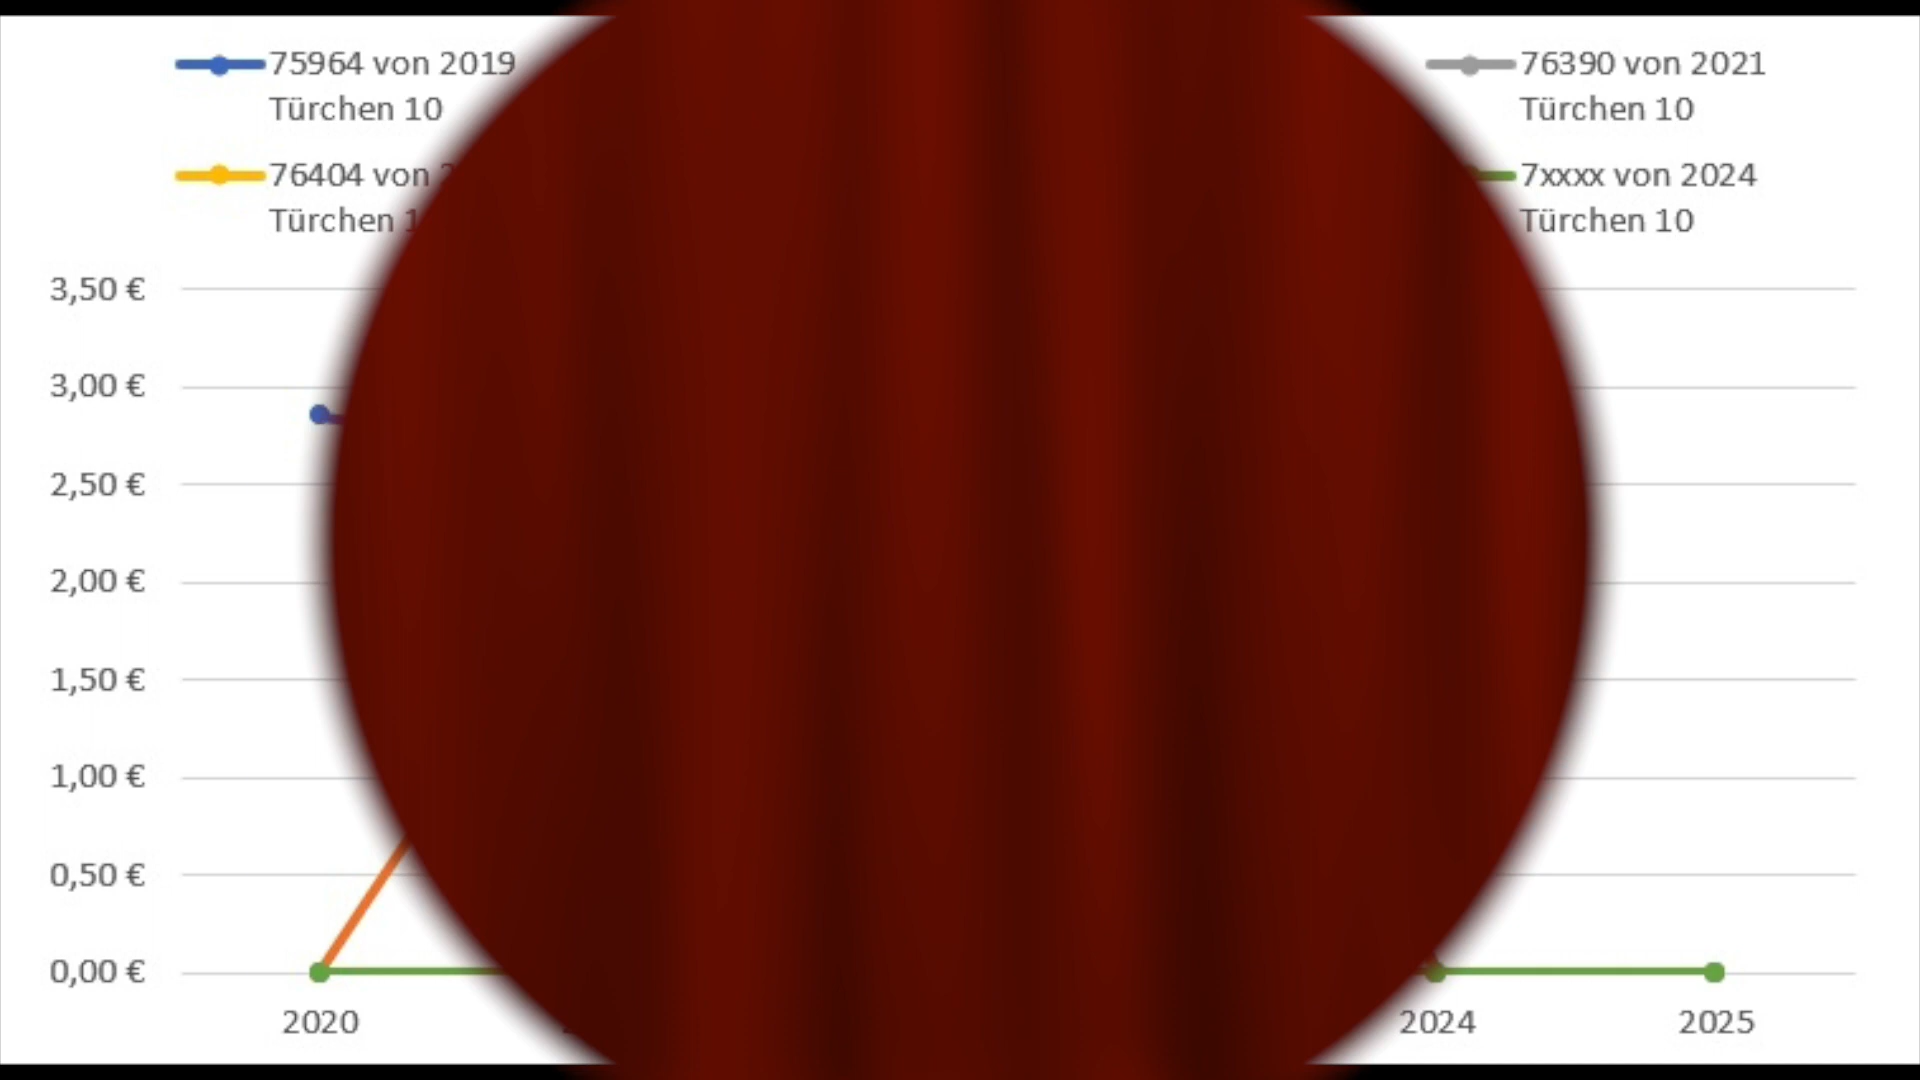 75964 von 2019
Türchen 10
76390 von 2021
Türchen 10
76404 von
Türchen
7xxxx von 2024
Türchen 10
3,50 €
3,00 €
2,50 €
2,00 €
1,50 €
1,00 €
0,50 €
0,00 €
2020
2024
2025